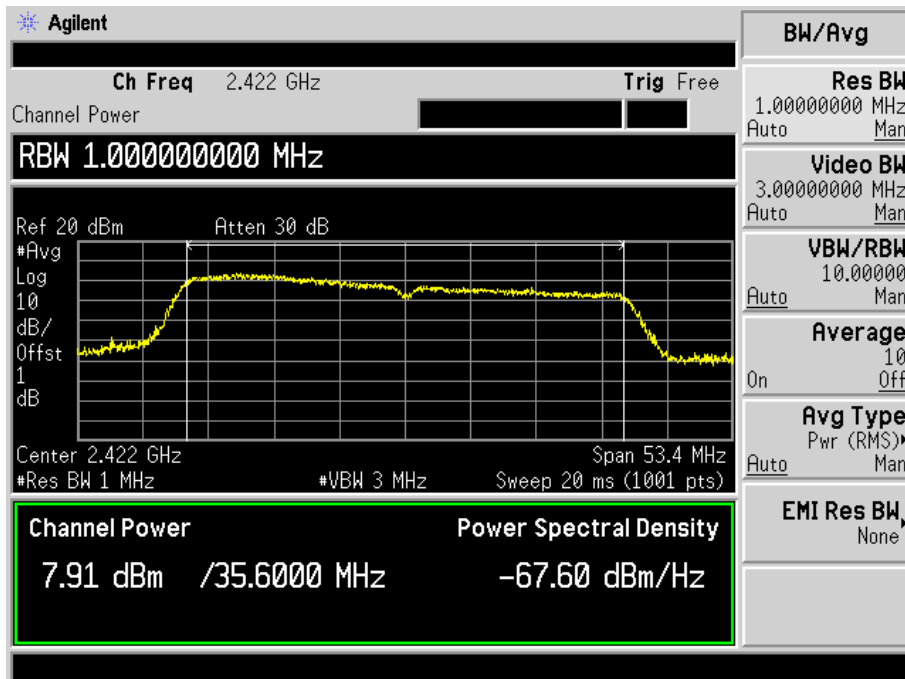 Agilent
Ch Freq 2.422 GHz Trig Free
Channel Power
RBW 1.000000000 MHz
Ref 20 dBm Atten 30 dB
#Avg
Log
10
dB/
Offst
1
dB
Center 2.422 GHz Span 53.4 MHz
#Res BW 1 MHz #VBW 3 MHz Sweep 20 ms (1001 pts)
Channel Power Power Spectral Density
7.91 dBm /35.6000 MHz -67.60 dBm/Hz
BW/Avg
Res BW
1.00000000 MHz
Auto Man
Video BW
3.00000000 MHz
Auto Man
VBW/RBW
10.00000
Auto Man
Average
10
On Off
Avg Type
Pwr (RMS)
Auto Man
EMI Res BW
None